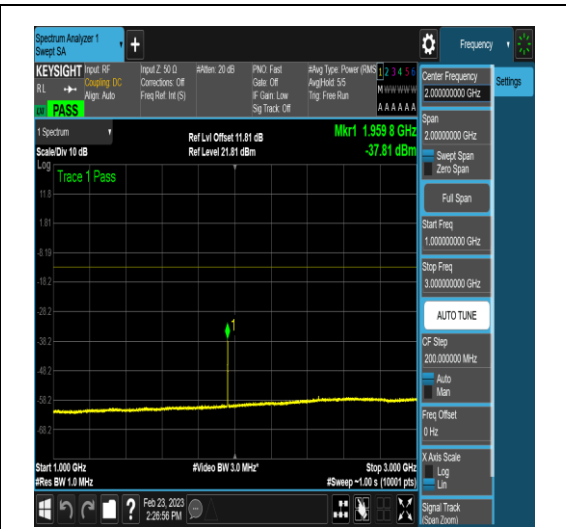 Spectrum Analyzer 1
Swept SA
+
Frequency
KEYSIGHT
RL
PASS
Input: RF
Coupling: DC
Align: Auto
Input Z: 50 Ω
Corrections: Off
Freq Ref: Int (S)
#Atten: 20 dB
PNO: Fast
Gate: Off
IF Gain: Low
Sig Track: Off
#Avg Type: Power (RMS
Avg|Hold: 5/5
Trig: Free Run
1 2 3 4 5 6
M W W W W W
A A A A A A
1 Spectrum
Scale/Div 10 dB
Log
Ref Lvl Offset 11.81 dB
Ref Level 21.81 dBm
Mkr1 1.959 8 GHz
-37.81 dBm
Trace 1 Pass
11.8
1.81
-8.19
-18.2
-28.2
-38.2
-48.2
-58.2
-68.2
1
Start 1.000 GHz
#Res BW 1.0 MHz
#Video BW 3.0 MHz*
Stop 3.000 GHz
#Sweep ~1.00 s (10001 pts)
Center Frequency
2.000000000 GHz
Settings
Span
2.00000000 GHz
Swept Span
Zero Span
Full Span
Start Freq
1.000000000 GHz
Stop Freq
3.000000000 GHz
AUTO TUNE
CF Step
200.000000 MHz
Auto
Man
Freq Offset
0 Hz
X Axis Scale
Log
Lin
Signal Track
(Span Zoom)
?
Feb 23, 2023
2:26:56 PM